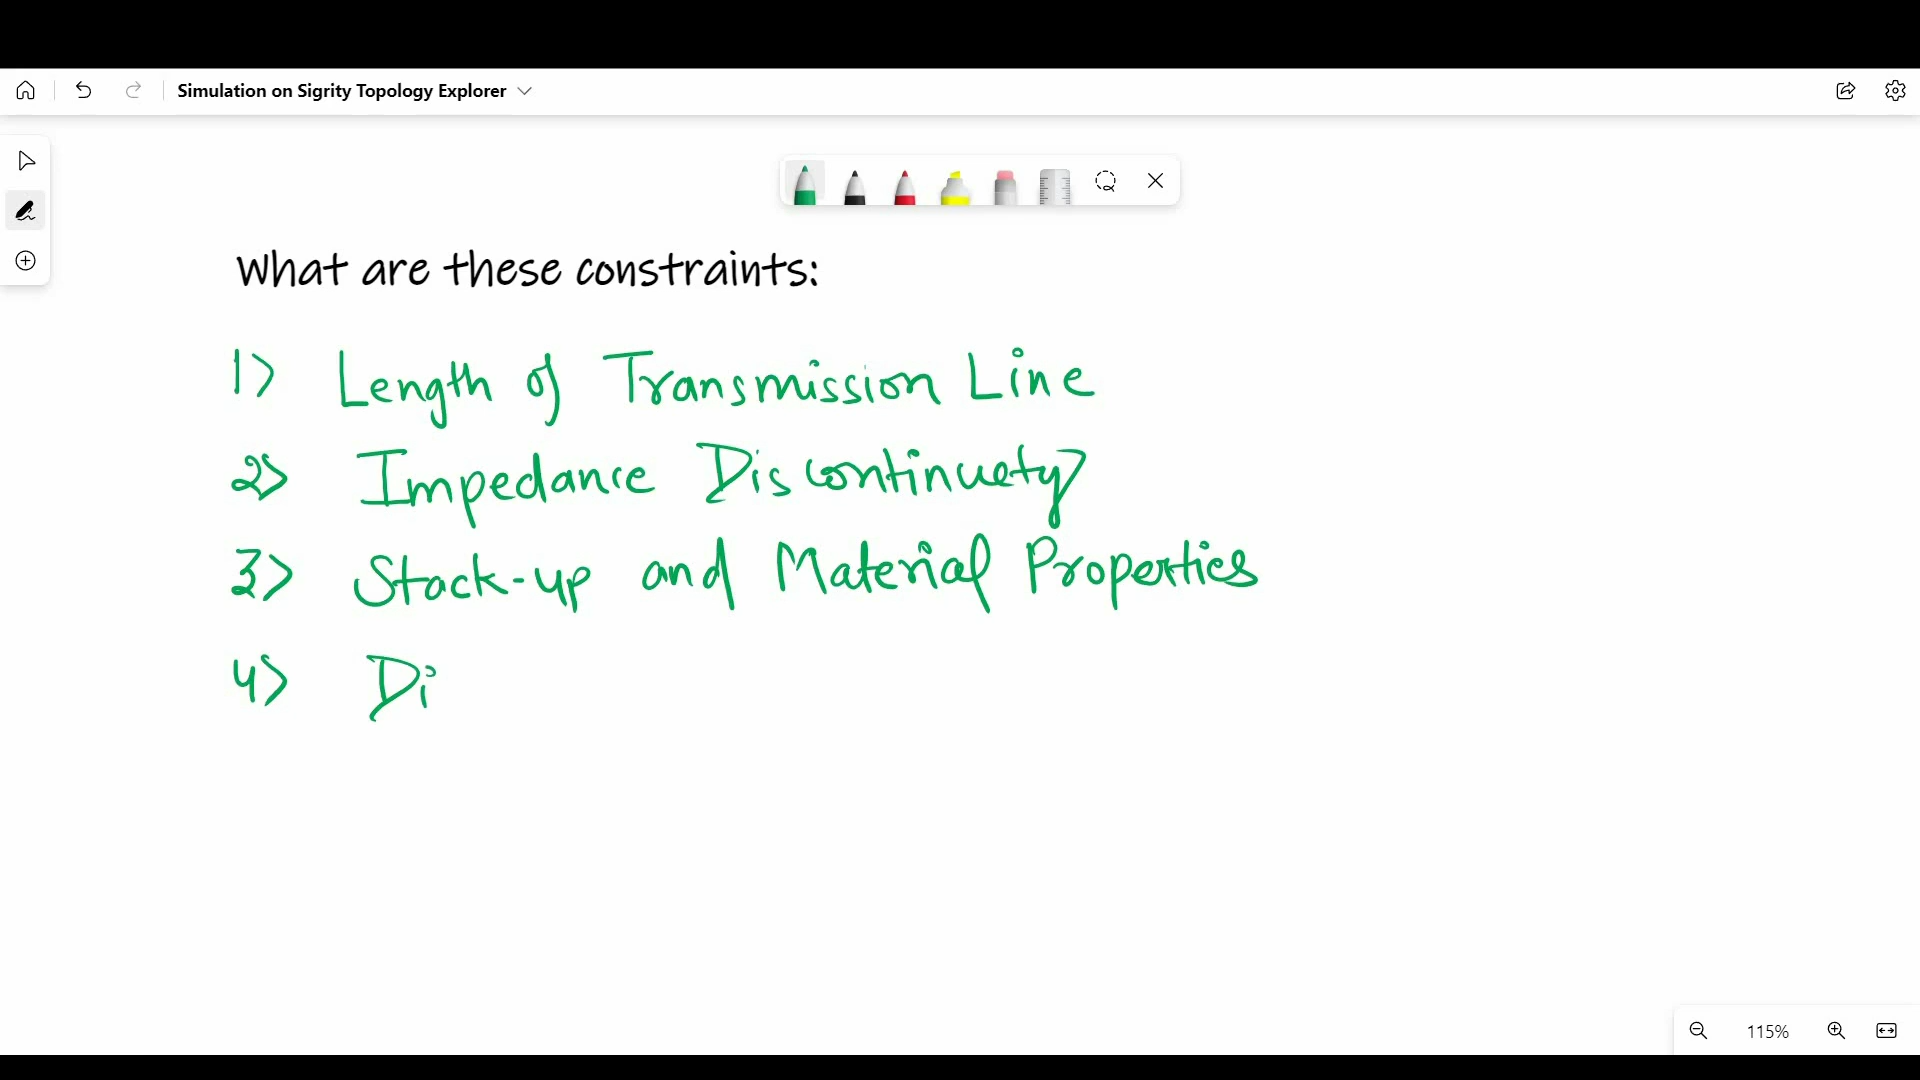 Simulation on Sigrity Topology Explorer
What are these constraints:
1> Length of Transmission Line
2> Impedance Discontinuety
3> Stack-up and Material Properties
4> Di
115%